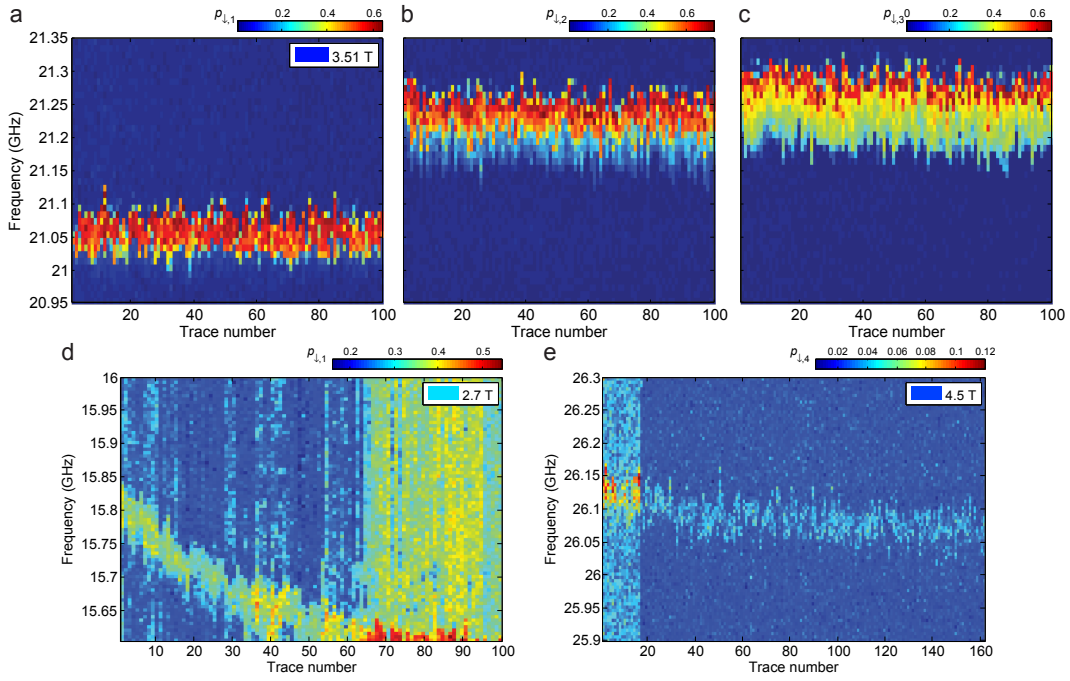 a
p↓,1
0.2 0.4 0.6
b
p↓,2
0.2 0.4 0.6
c
p↓,3
0 0.2 0.4 0.6
21.35
21.3
21.25
21.2
21.15
21.1
21.05
21
20.95
Frequency (GHz)
3.51 T
20 40 60 80 100
Trace number
20 40 60 80 100
Trace number
20 40 60 80 100
Trace number
d
p↓,1
0.2 0.3 0.4 0.5
16
15.95
15.9
15.85
15.8
15.75
15.7
15.65
Frequency (GHz)
2.7 T
10 20 30 40 50 60 70 80 90 100
Trace number
e
p↓,4
0.02 0.04 0.06 0.08 0.1 0.12
26.3
26.25
26.2
26.15
26.1
26.05
26
25.95
25.9
Frequency (GHz)
4.5 T
20 40 60 80 100 120 140 160
Trace number